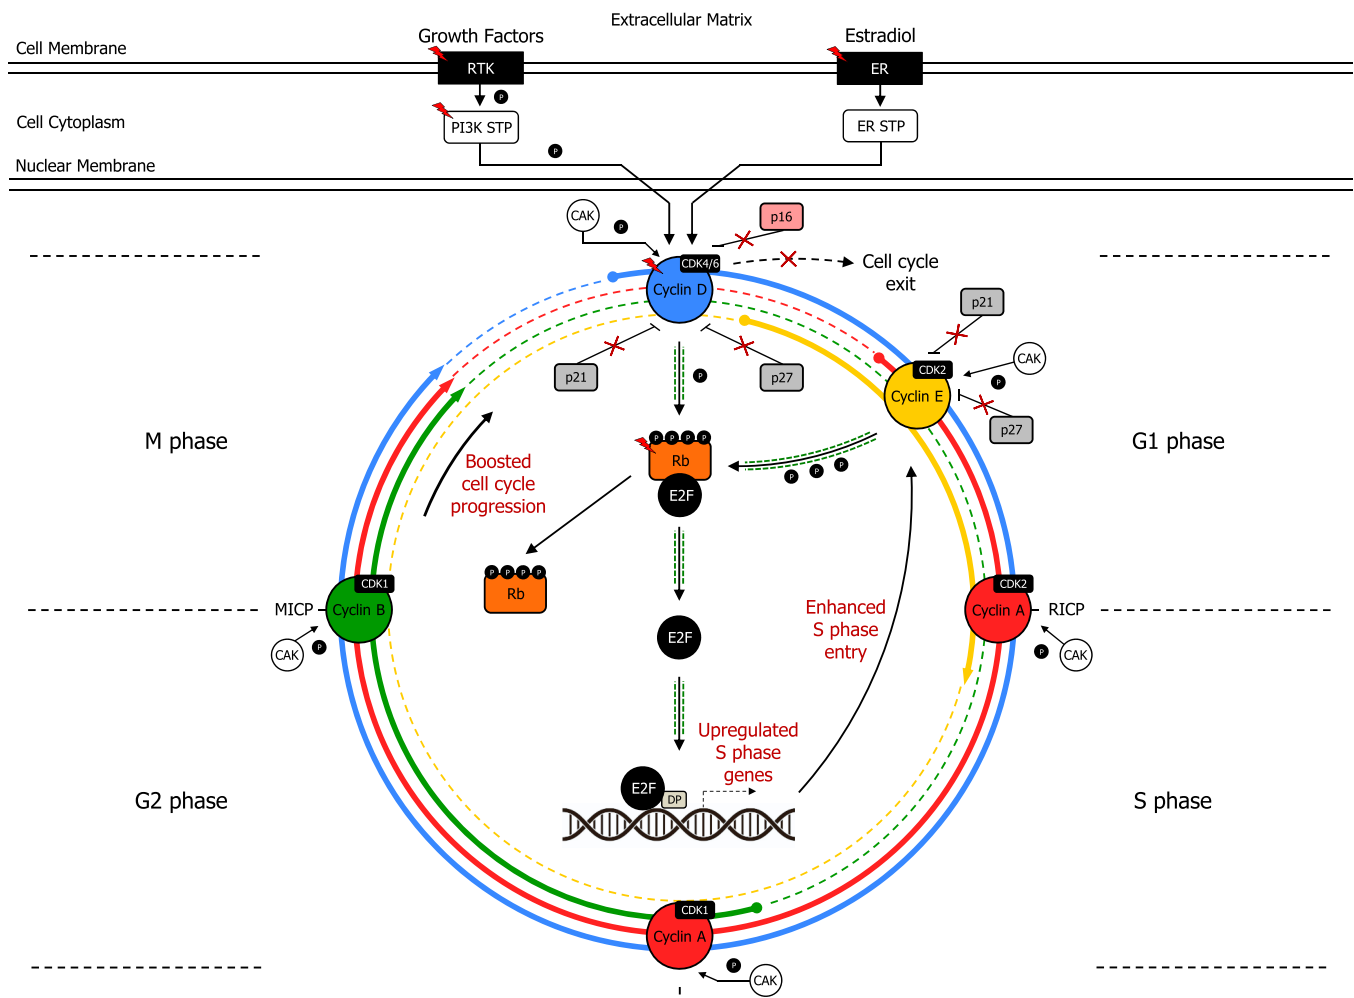 Extracellular Matrix
Growth Factors
Estradiol
Cell Membrane
RTK
ER
P
Cell Cytoplasm
PI3K STP
ER STP
P
Nuclear Membrane
CAK
P
p16
CDK4/6
Cyclin D
Cell cycle
exit
p21
p21
p27
P
CAK
CDK2
P
Cyclin E
p27
M phase
G1 phase
P P P P
Rb
E2F
P P P
Boosted
cell cycle
progression
P P P P
Rb
CDK1
MICP
Cyclin B
CAK
P
E2F
Enhanced
S phase
entry
CDK2
Cyclin A
RICP
P
CAK
Upregulated
S phase
genes
G2 phase
S phase
E2F
DP
CDK1
Cyclin A
P
CAK